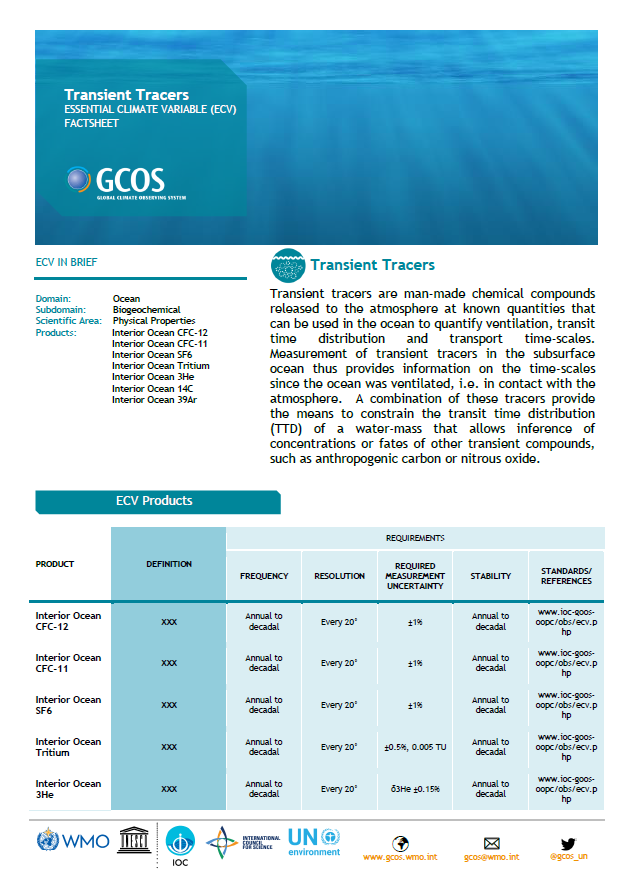 Transient Tracers
ESSENTIAL CLIMATE VARIABLE (ECV)
FACTSHEET
GCOS
GLOBAL CLIMATE OBSERVING SYSTEM
ECV IN BRIEF
Domain: Ocean
Subdomain: Biogeochemical
Scientific Area: Physical Properties
Products: Interior Ocean CFC-12
Interior Ocean CFC-11
Interior Ocean SF6
Interior Ocean Tritium
Interior Ocean 3He
Interior Ocean 14C
Interior Ocean 39Ar
Transient Tracers
Transient tracers are man-made chemical compounds
released to the atmosphere at known quantities that
can be used in the ocean to quantify ventilation, transit
time distribution and transport time-scales.
Measurement of transient tracers in the subsurface
ocean thus provides information on the time-scales
since the ocean was ventilated, i.e. in contact with the
atmosphere. A combination of these tracers provide
the means to constrain the transit time distribution
(TTD) of a water-mass that allows inference of
concentrations or fates of other transient compounds,
such as anthropogenic carbon or nitrous oxide.
ECV Products
PRODUCT
DEFINITION
REQUIREMENTS
FREQUENCY
RESOLUTION
REQUIRED
MEASUREMENT
UNCERTAINTY
STABILITY
STANDARDS/
REFERENCES
Interior Ocean
CFC-12
XXX
Annual to
decadal
Every 20°
±1%
Annual to
decadal
www.ioc-goos-
oopc/obs/ecv.p
hp
Interior Ocean
CFC-11
XXX
Annual to
decadal
Every 20°
±1%
Annual to
decadal
www.ioc-goos-
oopc/obs/ecv.p
hp
Interior Ocean
SF6
XXX
Annual to
decadal
Every 20°
±1%
Annual to
decadal
www.ioc-goos-
oopc/obs/ecv.p
hp
Interior Ocean
Tritium
XXX
Annual to
decadal
Every 20°
±0.5%, 0.005 TU
Annual to
decadal
www.ioc-goos-
oopc/obs/ecv.p
hp
Interior Ocean
3He
XXX
Annual to
decadal
Every 20°
δ3He ±0.15%
Annual to
decadal
www.ioc-goos-
oopc/obs/ecv.p
hp
WMO
UNESCO
IOC
INTERNATIONAL
COUNCIL
FOR SCIENCE
UN
environment
www.gcos.wmo.int
gcos@wmo.int
@gcos_un